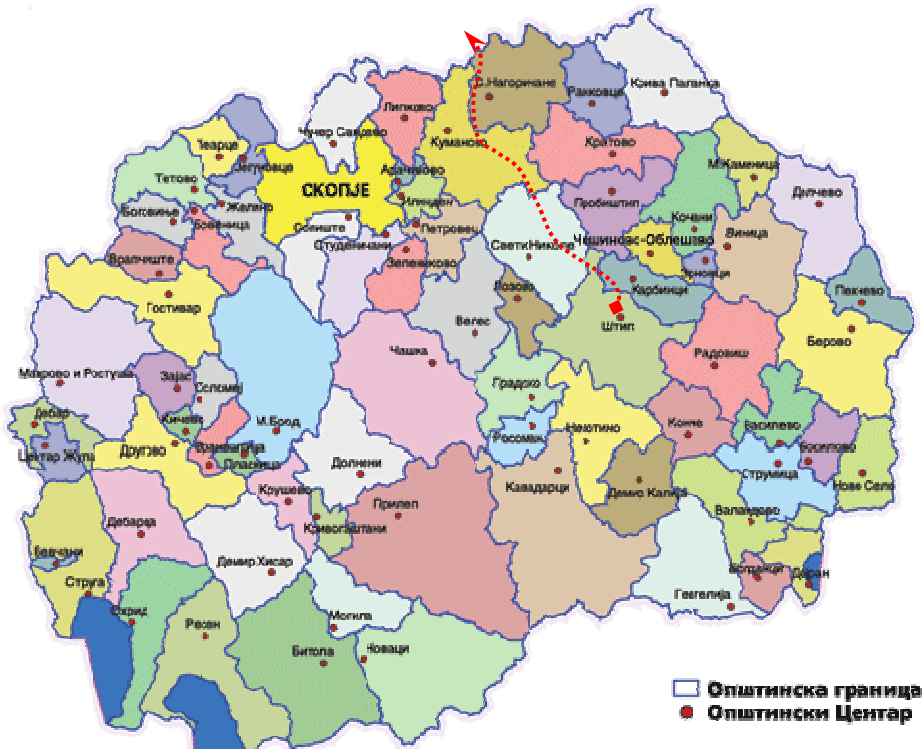 Крива Паланка
С.Нагоричане
Ранковце
Липково
Чучер Сандево
Куманово
Кратово
Теарце
Јегуновце
Арачиново
М.Каменица
Тетово
СКОПЈЕ
Делчево
Илинден
Пробиштип
Желино
Боговиње
Кочани
Сопиште
Петровец
Виница
Студеничани
Свети Николе
Чешиново-Облешево
Врапчиште
Зелениково
Зрновци
Лозово
Карбинци
Пехчево
Гостивар
Велес
Штип
Берово
Чашка
Радовиш
Маврово и Ростуша
Зајас
Градско
Осломеј
Дебар
Кичево
М.Брод
Неготино
Конче
Василево
Росоман
Босилово
Центар Жупа
Другово
Вранештица
Пласница
Долнени
Струмица
Кавадарци
Нове Село
Крушево
Демир Капија
Прилеп
Валандово
Дебарца
Кривогаштани
Вевчани
Демир Хисар
Богданци
Дојран
Струга
Гевгелија
Охрид
Ресен
Могила
Битола
Новаци
Општинска граница
Општински Центар